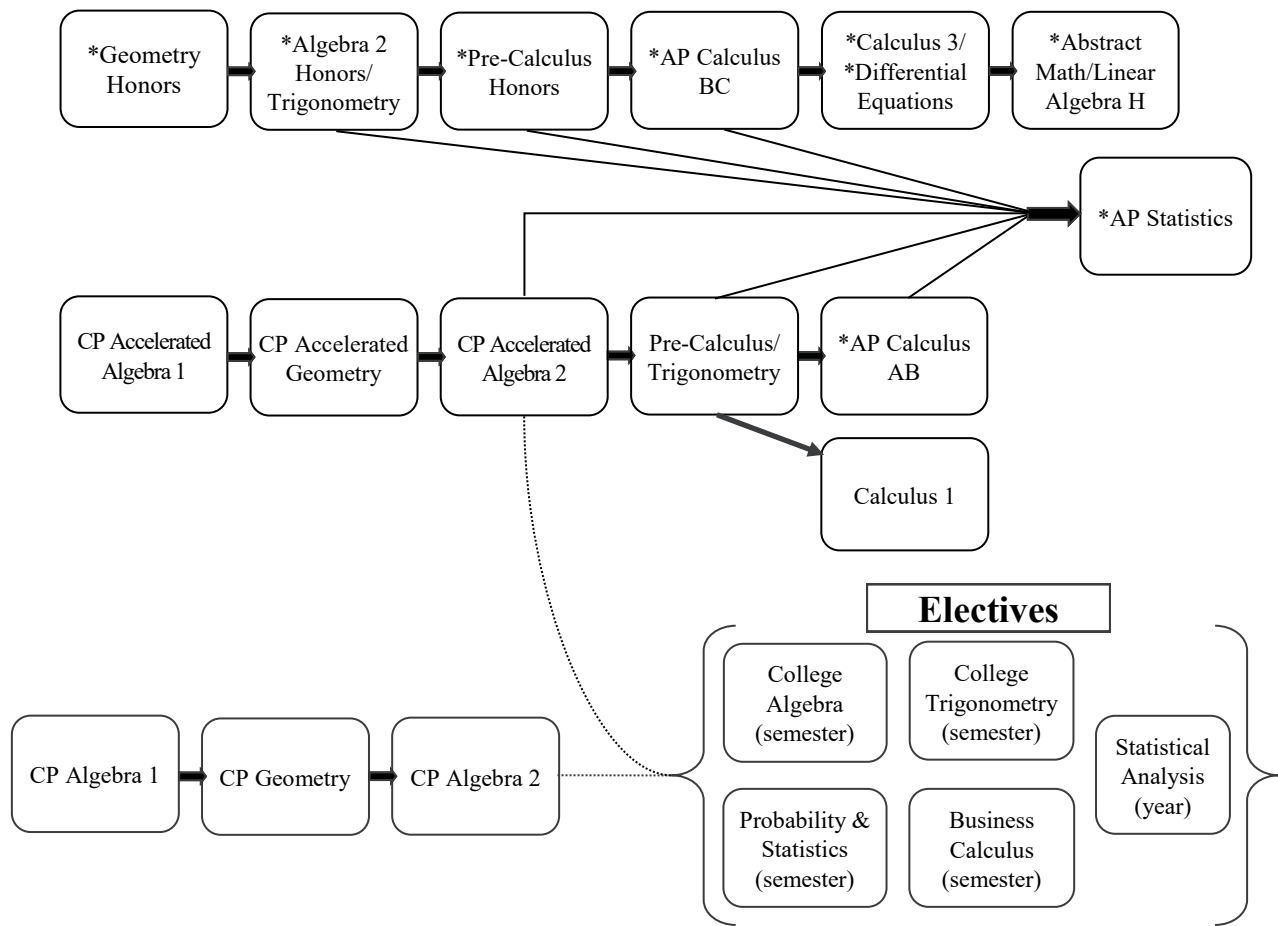 *Geometry
Honors
*Algebra 2
Honors/
Trigonometry
*Pre-Calculus
Honors
*AP Calculus
BC
*Calculus 3/
*Differential
Equations
*Abstract
Math/Linear
Algebra H
*AP Statistics
CP Accelerated
Algebra 1
CP Accelerated
Geometry
CP Accelerated
Algebra 2
Pre-Calculus/
Trigonometry
*AP Calculus
AB
Calculus 1
Electives
College
Algebra
(semester)
College
Trigonometry
(semester)
Statistical
Analysis
(year)
CP Algebra 1
CP Geometry
CP Algebra 2
Probability &
Statistics
(semester)
Business
Calculus
(semester)